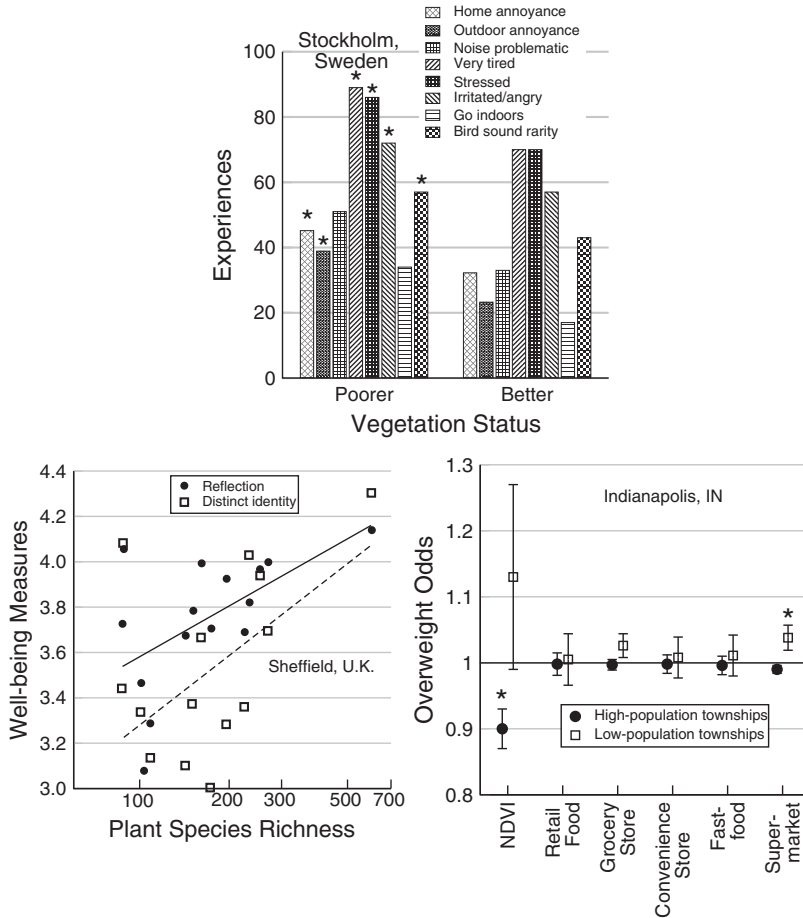 Home annoyance
Outdoor annoyance
Noise problematic
Very tired
Stressed
Irritated/angry
Go indoors
Bird sound rarity
Stockholm,
Sweden
100
80
60
40
20
0
Experiences
* * * * * *
Poorer
Better
Vegetation Status
4.4
4.2
4.0
3.8
3.6
3.4
3.2
3.0
Well-being Measures
Reflection
Distinct identity
Sheffield, U.K.
100
200
300
500
700
Plant Species Richness
1.3
1.2
1.1
1
0.9
0.8
Overweight Odds
Indianapolis, IN
*
*
High-population townships
Low-population townships
NDVI
Retail
Food
Grocery
Store
Convenience
Store
Fast-
food
Super-
market